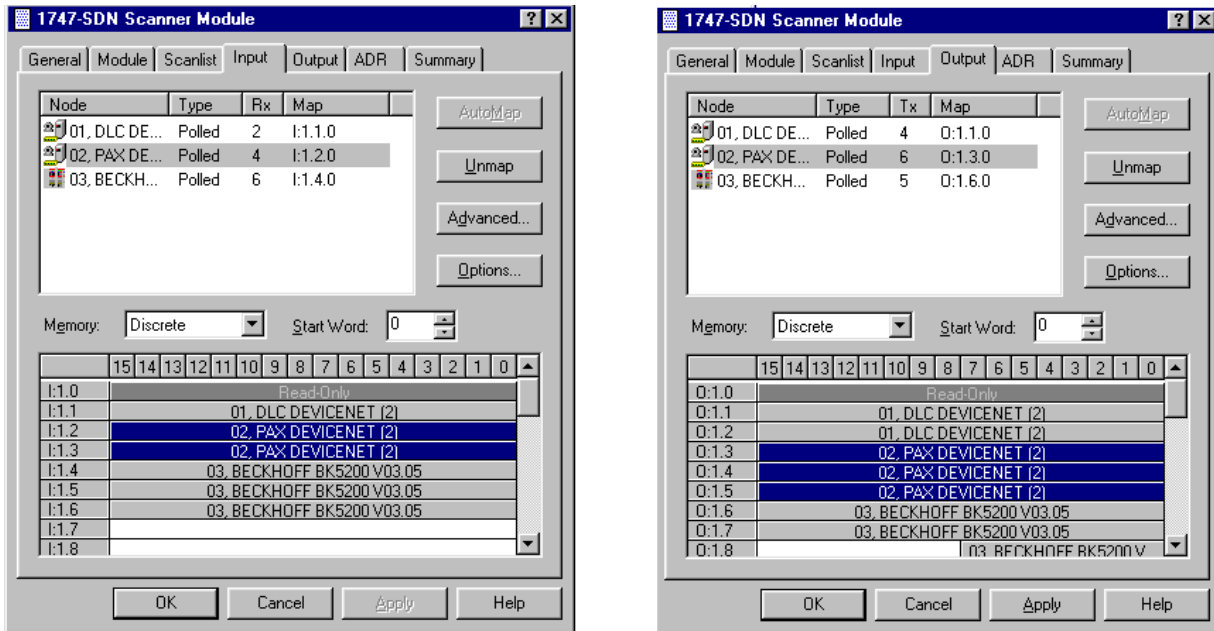 1747-SDN Scanner Module
General Module Scanlist Input Output ADR Summary
Node Type Rx Map
01, DLC DE... Polled 2 I:1.1.0
02, PAX DE... Polled 4 I:1.2.0
03, BECKH... Polled 6 I:1.4.0
AutoMap
Unmap
Advanced...
Options...
Memory: Discrete Start Word: 0
15 14 13 12 11 10 9 8 7 6 5 4 3 2 1 0
I:1.0 Read-Only
I:1.1 01, DLC DEVICENET (2)
I:1.2 02, PAX DEVICENET (2)
I:1.3 02, PAX DEVICENET (2)
I:1.4 03, BECKHOFF BK5200 V03.05
I:1.5 03, BECKHOFF BK5200 V03.05
I:1.6 03, BECKHOFF BK5200 V03.05
I:1.7
I:1.8
OK Cancel Apply Help
1747-SDN Scanner Module
General Module Scanlist Input Output ADR Summary
Node Type Tx Map
01, DLC DE... Polled 4 O:1.1.0
02, PAX DE... Polled 6 O:1.3.0
03, BECKH... Polled 5 O:1.6.0
AutoMap
Unmap
Advanced...
Options...
Memory: Discrete Start Word: 0
15 14 13 12 11 10 9 8 7 6 5 4 3 2 1 0
O:1.0 Read-Only
O:1.1 01, DLC DEVICENET (2)
O:1.2 01, DLC DEVICENET (2)
O:1.3 02, PAX DEVICENET (2)
O:1.4 02, PAX DEVICENET (2)
O:1.5 02, PAX DEVICENET (2)
O:1.6 03, BECKHOFF BK5200 V03.05
O:1.7 03, BECKHOFF BK5200 V03.05
O:1.8 03, BECKHOFF BK5200 V
OK Cancel Apply Help